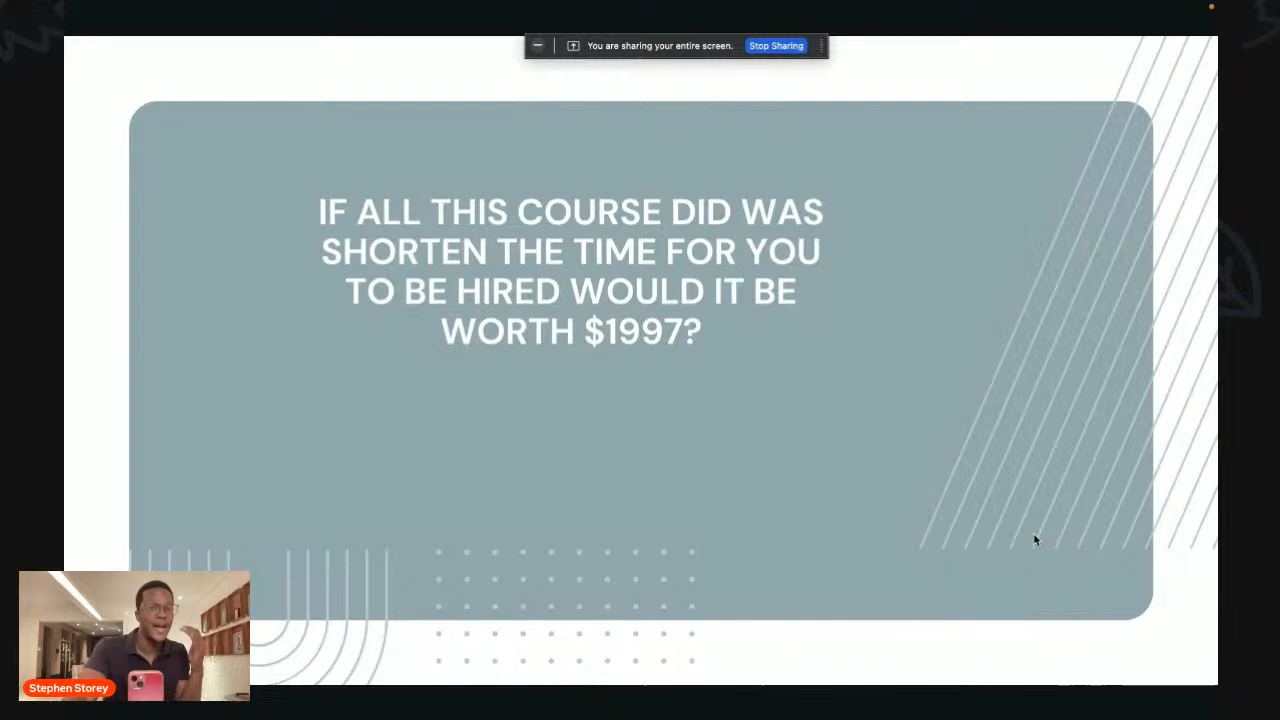 You are sharing your entire screen.
Stop Sharing
IF ALL THIS COURSE DID WAS
SHORTEN THE TIME FOR YOU
TO BE HIRED WOULD IT BE
WORTH $1997?
Stephen Storey